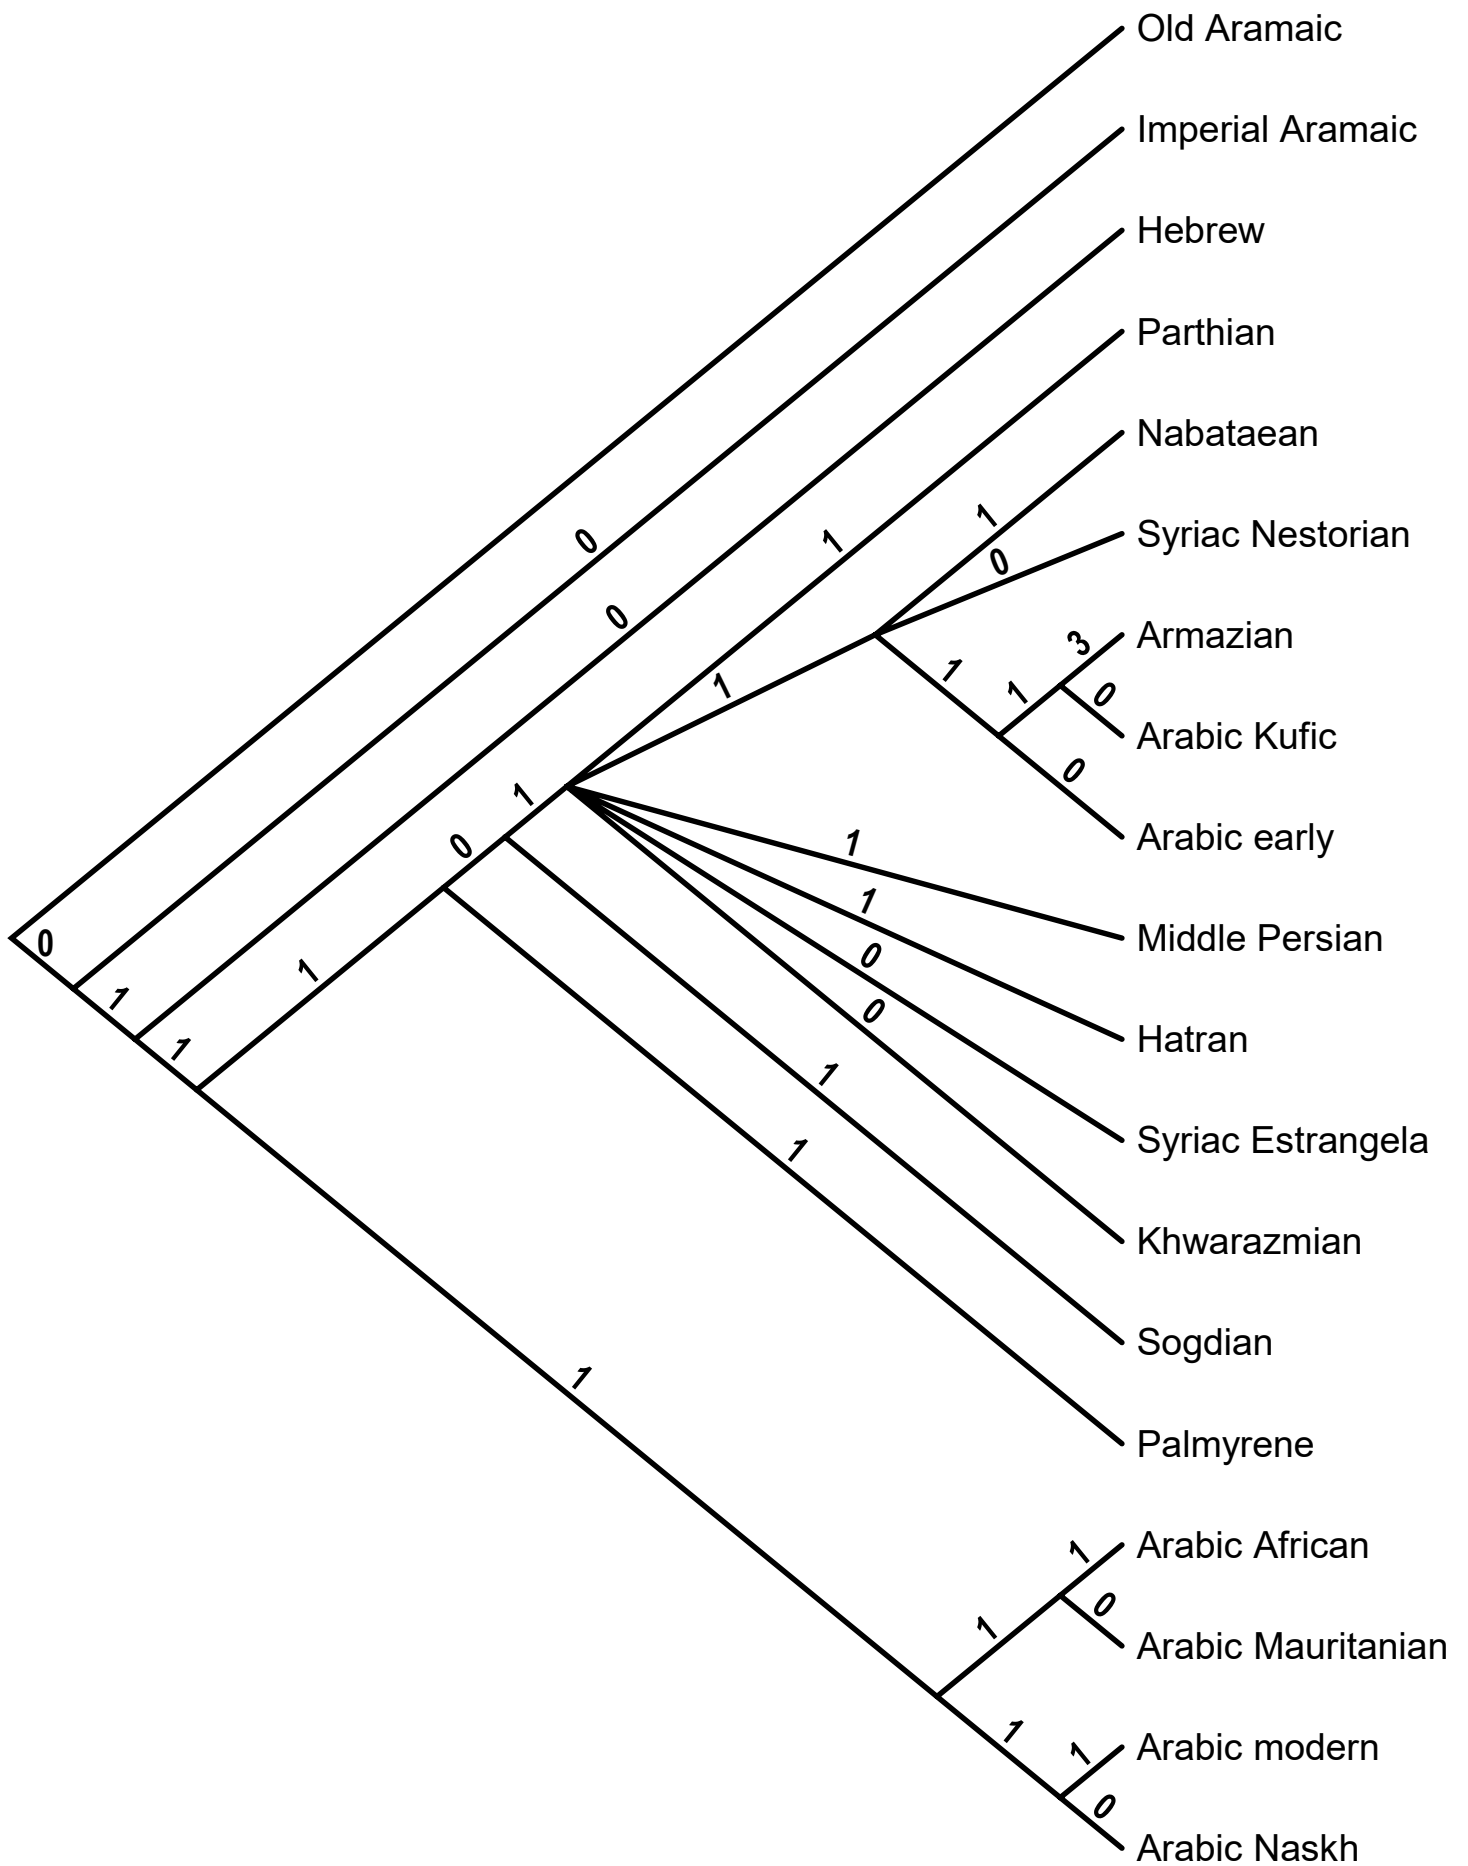 Old Aramaic
Imperial Aramaic
Hebrew
Parthian
Nabataean
1
Syriac Nestorian
0
1
0
Armazian
3
0
1
1
0
1
Arabic Kufic
0
1
Arabic early
0
1
0
Middle Persian
1
0
1
Hatran
0
1
1
0
1
Syriac Estrangela
1
1
Khwarazmian
Sogdian
1
Palmyrene
Arabic African
1
0
1
Arabic Mauritanian
1
1
Arabic modern
0
Arabic Naskh